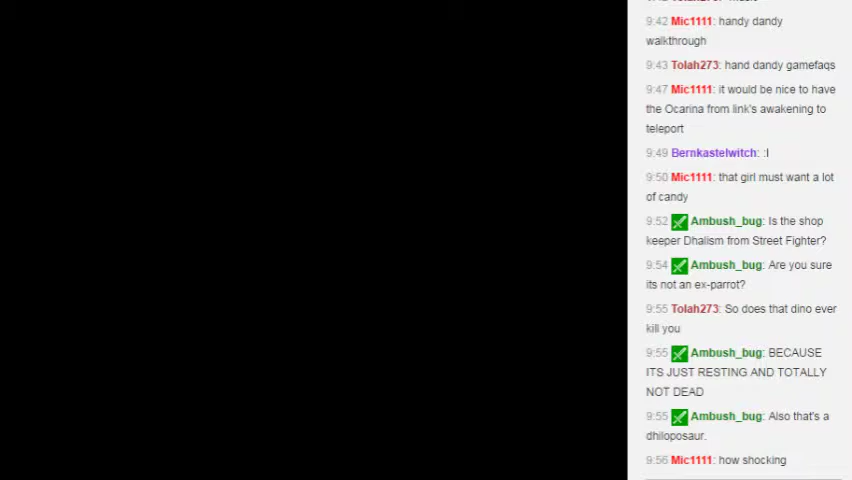 9:42 Mic1111: handy dandy
walkthrough
9:43 Tolah273: hand dandy gamefaqs
9:47 Mic1111: it would be nice to have
the Ocarina from link's awakening to
teleport
9:49 Bernkastelwitch: :l
9:50 Mic1111: that girl must want a lot
of candy
9:52 Ambush_bug: Is the shop
keeper Dhalism from Street Fighter?
9:54 Ambush_bug: Are you sure
its not an ex-parrot?
9:55 Tolah273: So does that dino ever
kill you
9:55 Ambush_bug: BECAUSE
ITS JUST RESTING AND TOTALLY
NOT DEAD
9:55 Ambush_bug: Also that's a
dhiloposaur.
9:56 Mic1111: how shocking